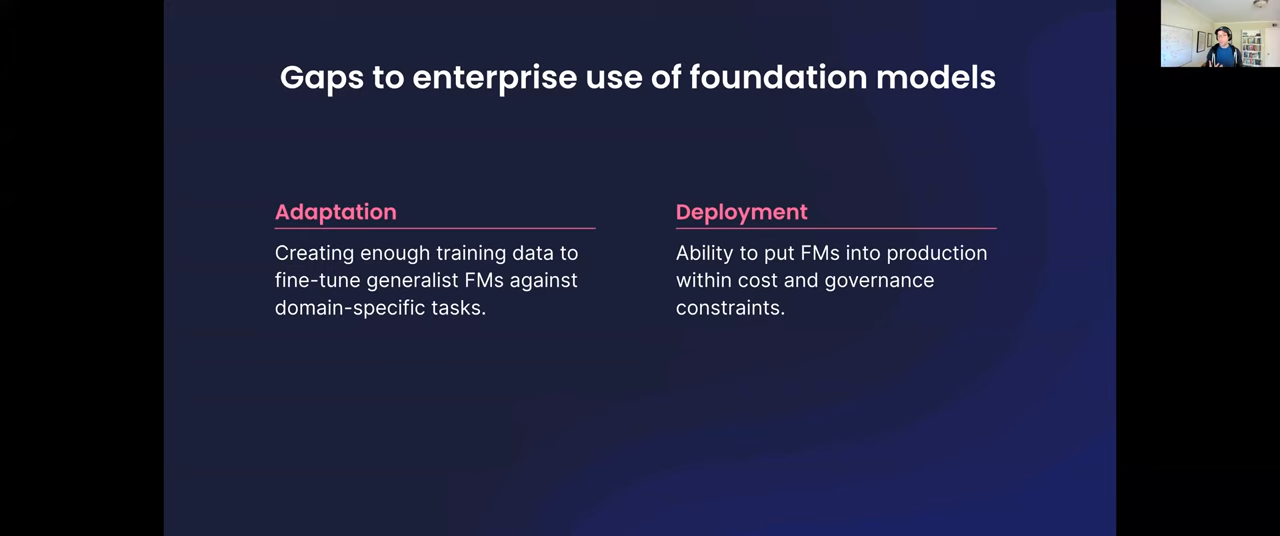 Gaps to enterprise use of foundation models
Adaptation
Creating enough training data to
fine-tune generalist FMs against
domain-specific tasks.
Deployment
Ability to put FMs into production
within cost and governance
constraints.